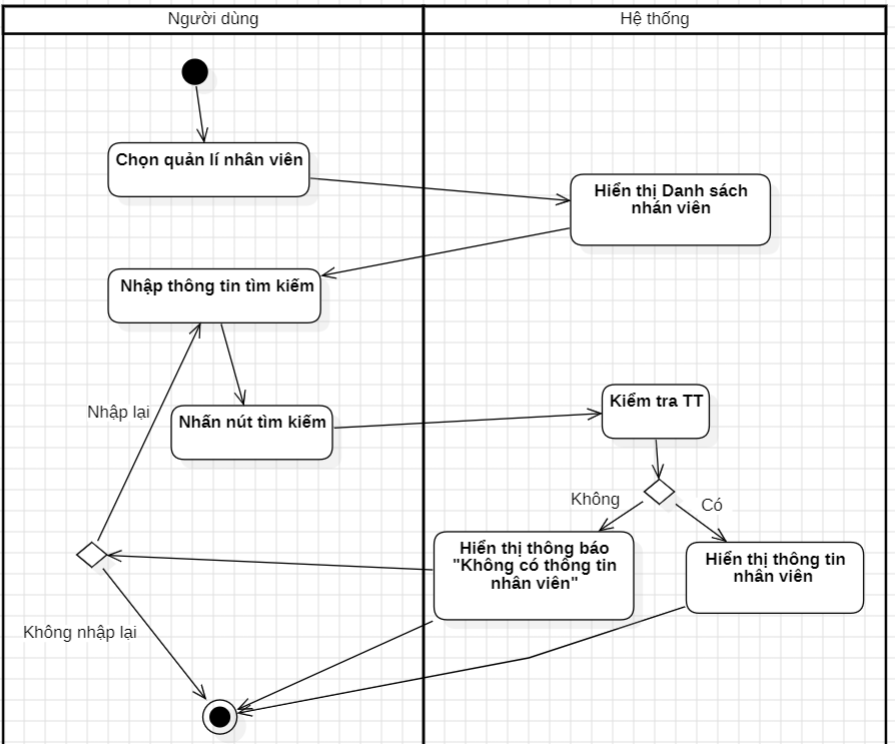 Người dùng
Hệ thống
Chọn quản lí nhân viên
Hiển thị Danh sách
nhán viên
Nhập thông tin tìm kiếm
Nhập lại
Nhấn nút tìm kiếm
Kiểm tra TT
Không
Có
Hiển thị thông báo
"Không có thống tin
nhân viên"
Hiển thị thông tin
nhân viên
Không nhập lại